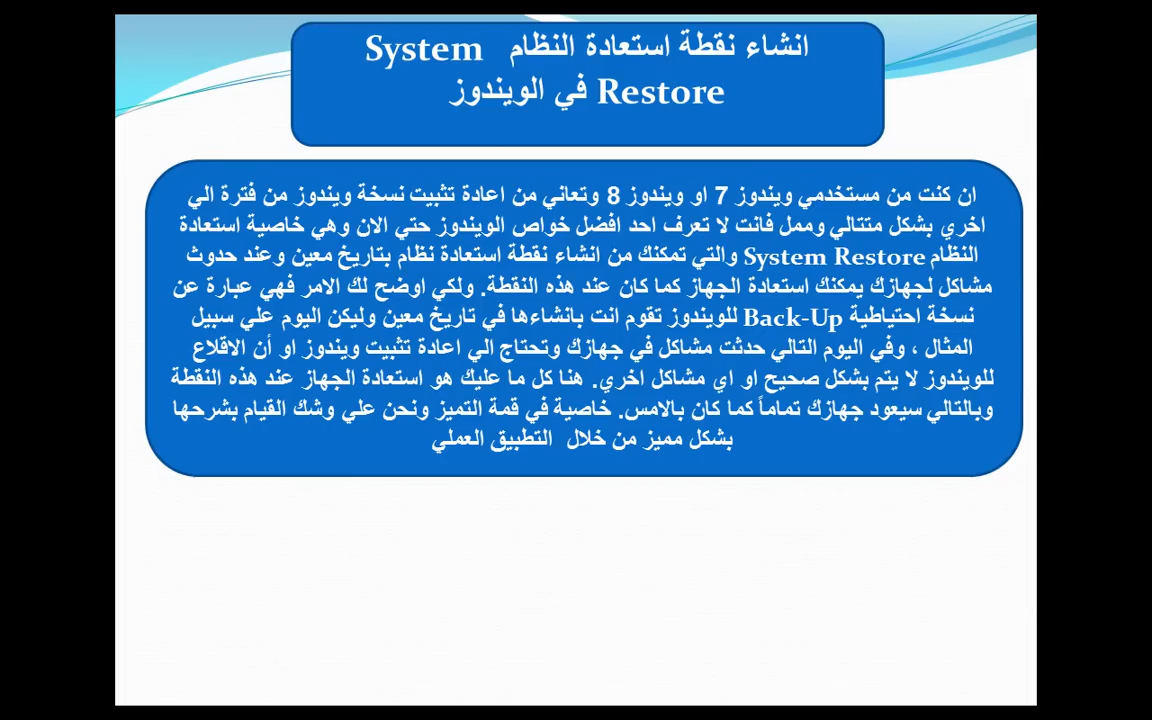 انشاء نقطة استعادة النظام System
Restore في الويندوز
ان كنت من مستخدمي ويندوز 7 او ويندوز 8 وتعاني من اعادة تثبيت نسخة ويندوز من فترة الي
اخري بشكل متتالي وممل فانت لا تعرف احد افضل خواص الويندوز حتي الان وهي خاصية استعادة
النظام System Restore والتي تمكنك من انشاء نقطة استعادة نظام بتاريخ معين وعند حدوث
مشاكل لجهازك يمكنك استعادة الجهاز كما كان عند هذه النقطة. ولكي اوضح لك الامر فهي عبارة عن
نسخة احتياطية Back-Up للويندوز تقوم انت بانشاءها في تاريخ معين وليكن اليوم علي سبيل
المثال ، وفي اليوم التالي حدثت مشاكل في جهازك وتحتاج الي اعادة تثبيت ويندوز او أن الاقلاع
للويندوز لا يتم بشكل صحيح او اي مشاكل اخري. هنا كل ما عليك هو استعادة الجهاز عند هذه النقطة
وبالتالي سيعود جهازك تماماً كما كان بالامس. خاصية في قمة التميز ونحن علي وشك القيام بشرحها
بشكل مميز من خلال التطبيق العملي